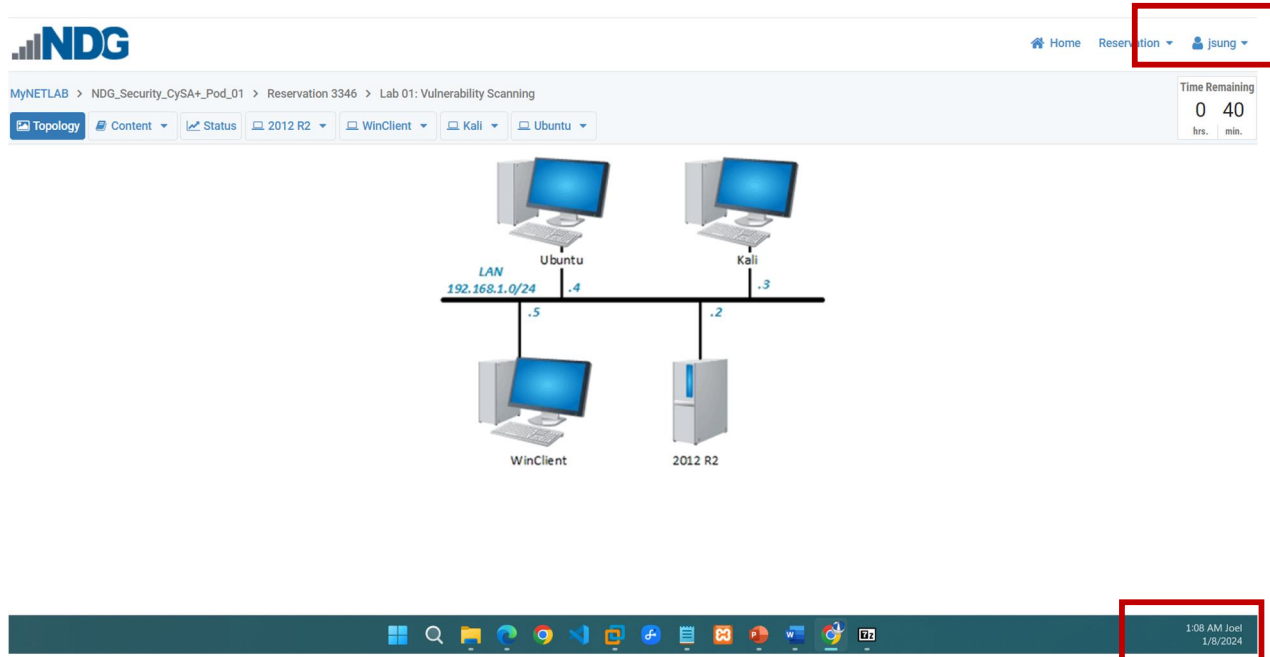 NDG
Home Reservation jsung
MyNETLAB > NDG_Security_CySA+_Pod_01 > Reservation 3346 > Lab 01: Vulnerability Scanning
Time Remaining
0 40
hrs. min.
Topology Content Status 2012 R2 WinClient Kali Ubuntu
Ubuntu
Kali
LAN
192.168.1.0/24
.4
.3
.5
.2
WinClient
2012 R2
1:08 AM Joel
1/8/2024